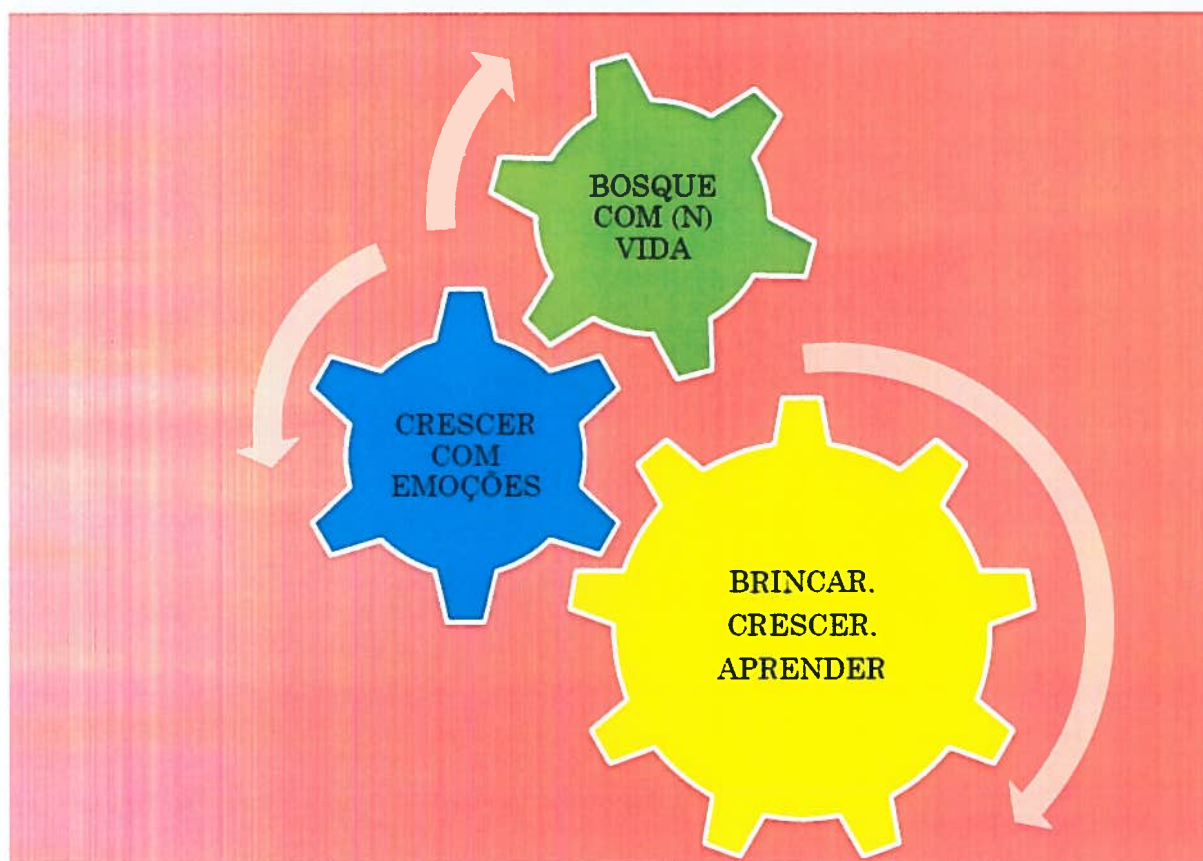 BOSQUE
COM (N)
VIDA
CRESCER
COM
EMOÇÕES
BRINCAR.
CRESCER.
APRENDER